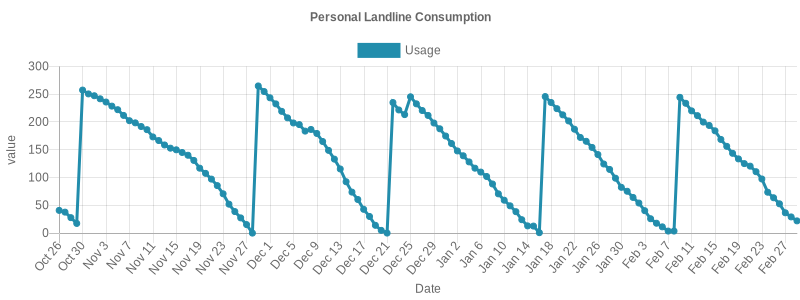 Personal Landline Consumption
Usage
300
250
200
150
100
50
0
value
Oct 26
Oct 30
Nov 3
Nov 7
Nov 11
Nov 15
Nov 19
Nov 23
Nov 27
Dec 1
Dec 5
Dec 9
Dec 13
Dec 17
Dec 21
Dec 25
Dec 29
Jan 2
Jan 6
Jan 10
Jan 14
Jan 18
Jan 22
Jan 26
Jan 30
Feb 3
Feb 7
Feb 11
Feb 15
Feb 19
Feb 23
Feb 27
Date